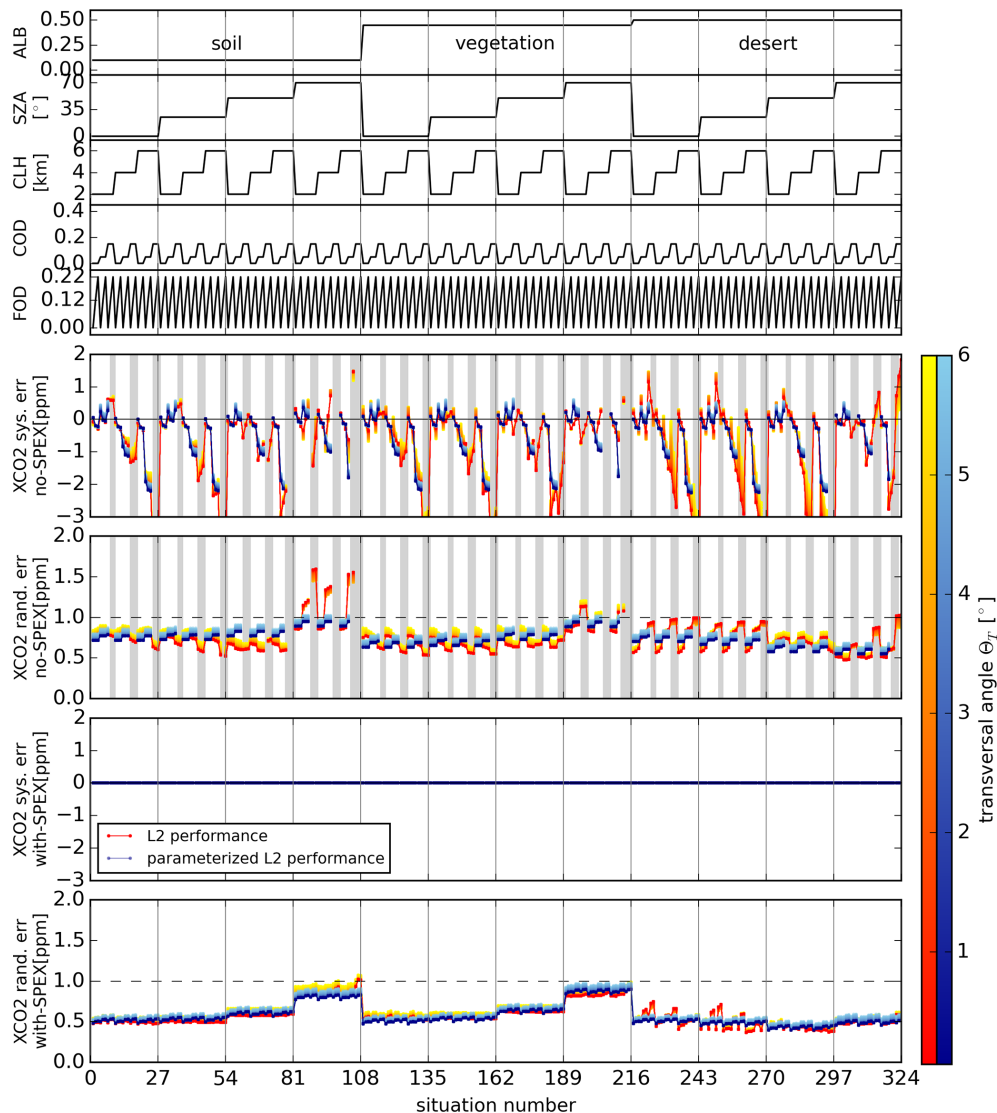 ALB
0.50
0.25
0.00
soil
vegetation
desert
SZA
[°]
70
35
0
CLH
[km]
6
4
2
COD
0.4
0.2
0.0
FOD
0.22
0.12
0.00
XCO2 sys. err
no-SPEX[ppm]
2
1
0
−1
−2
−3
XCO2 rand. err
no-SPEX[ppm]
2.0
1.5
1.0
0.5
0.0
XCO2 sys. err
with-SPEX[ppm]
2
1
0
−1
−2
−3
L2 performance
parameterized L2 performance
XCO2 rand. err
with-SPEX[ppm]
2.0
1.5
1.0
0.5
0.0
0 27 54 81 108 135 162 189 216 243 270 297 324
situation number
6
5
4
3
2
1
transversal angle Θ_T [°]